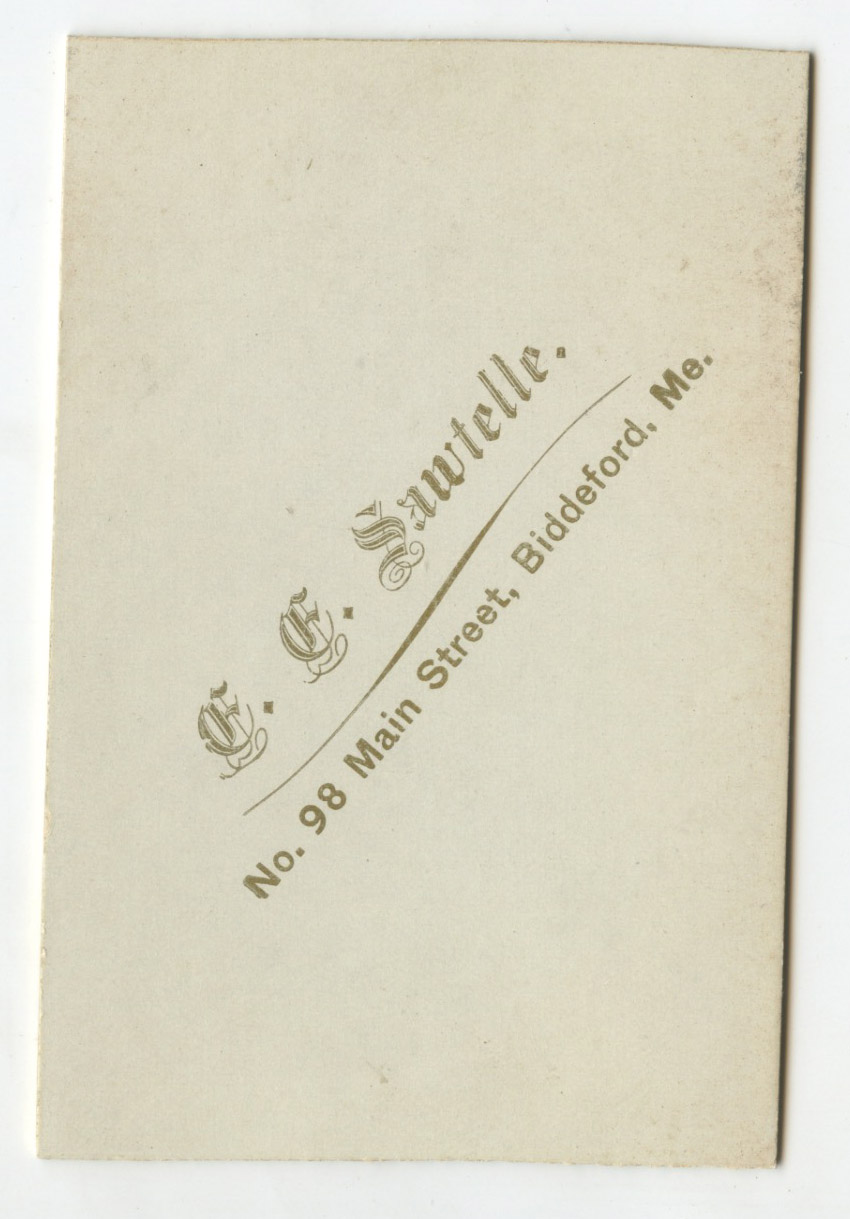 E. E. Sawtelle.
No. 98 Main Street, Biddeford, Me.